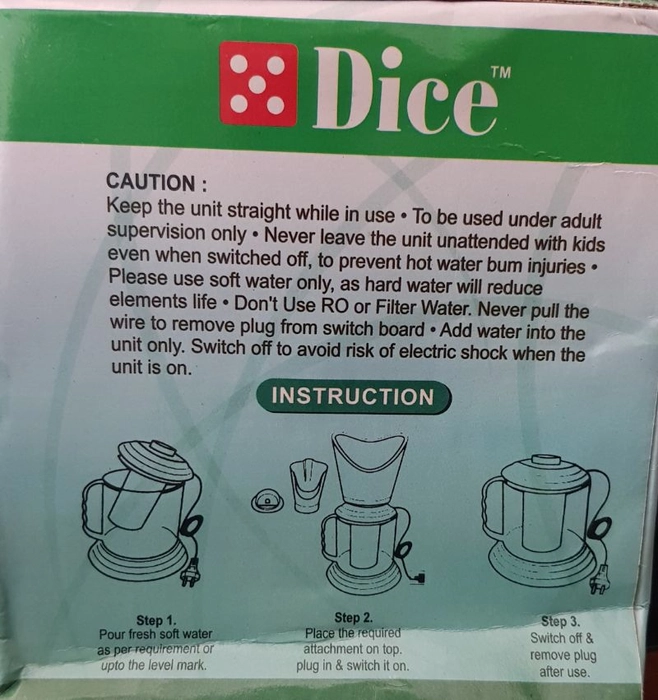 Dice™
CAUTION :
Keep the unit straight while in use • To be used under adult
supervision only • Never leave the unit unattended with kids
even when switched off, to prevent hot water bum injuries •
Please use soft water only, as hard water will reduce
elements life • Don't Use RO or Filter Water. Never pull the
wire to remove plug from switch board • Add water into the
unit only. Switch off to avoid risk of electric shock when the
unit is on.
INSTRUCTION
Step 1.
Pour fresh soft water
as per requirement or
upto the level mark.
Step 2.
Place the required
attachment on top.
plug in & switch it on.
Step 3.
Switch off &
remove plug
after use.